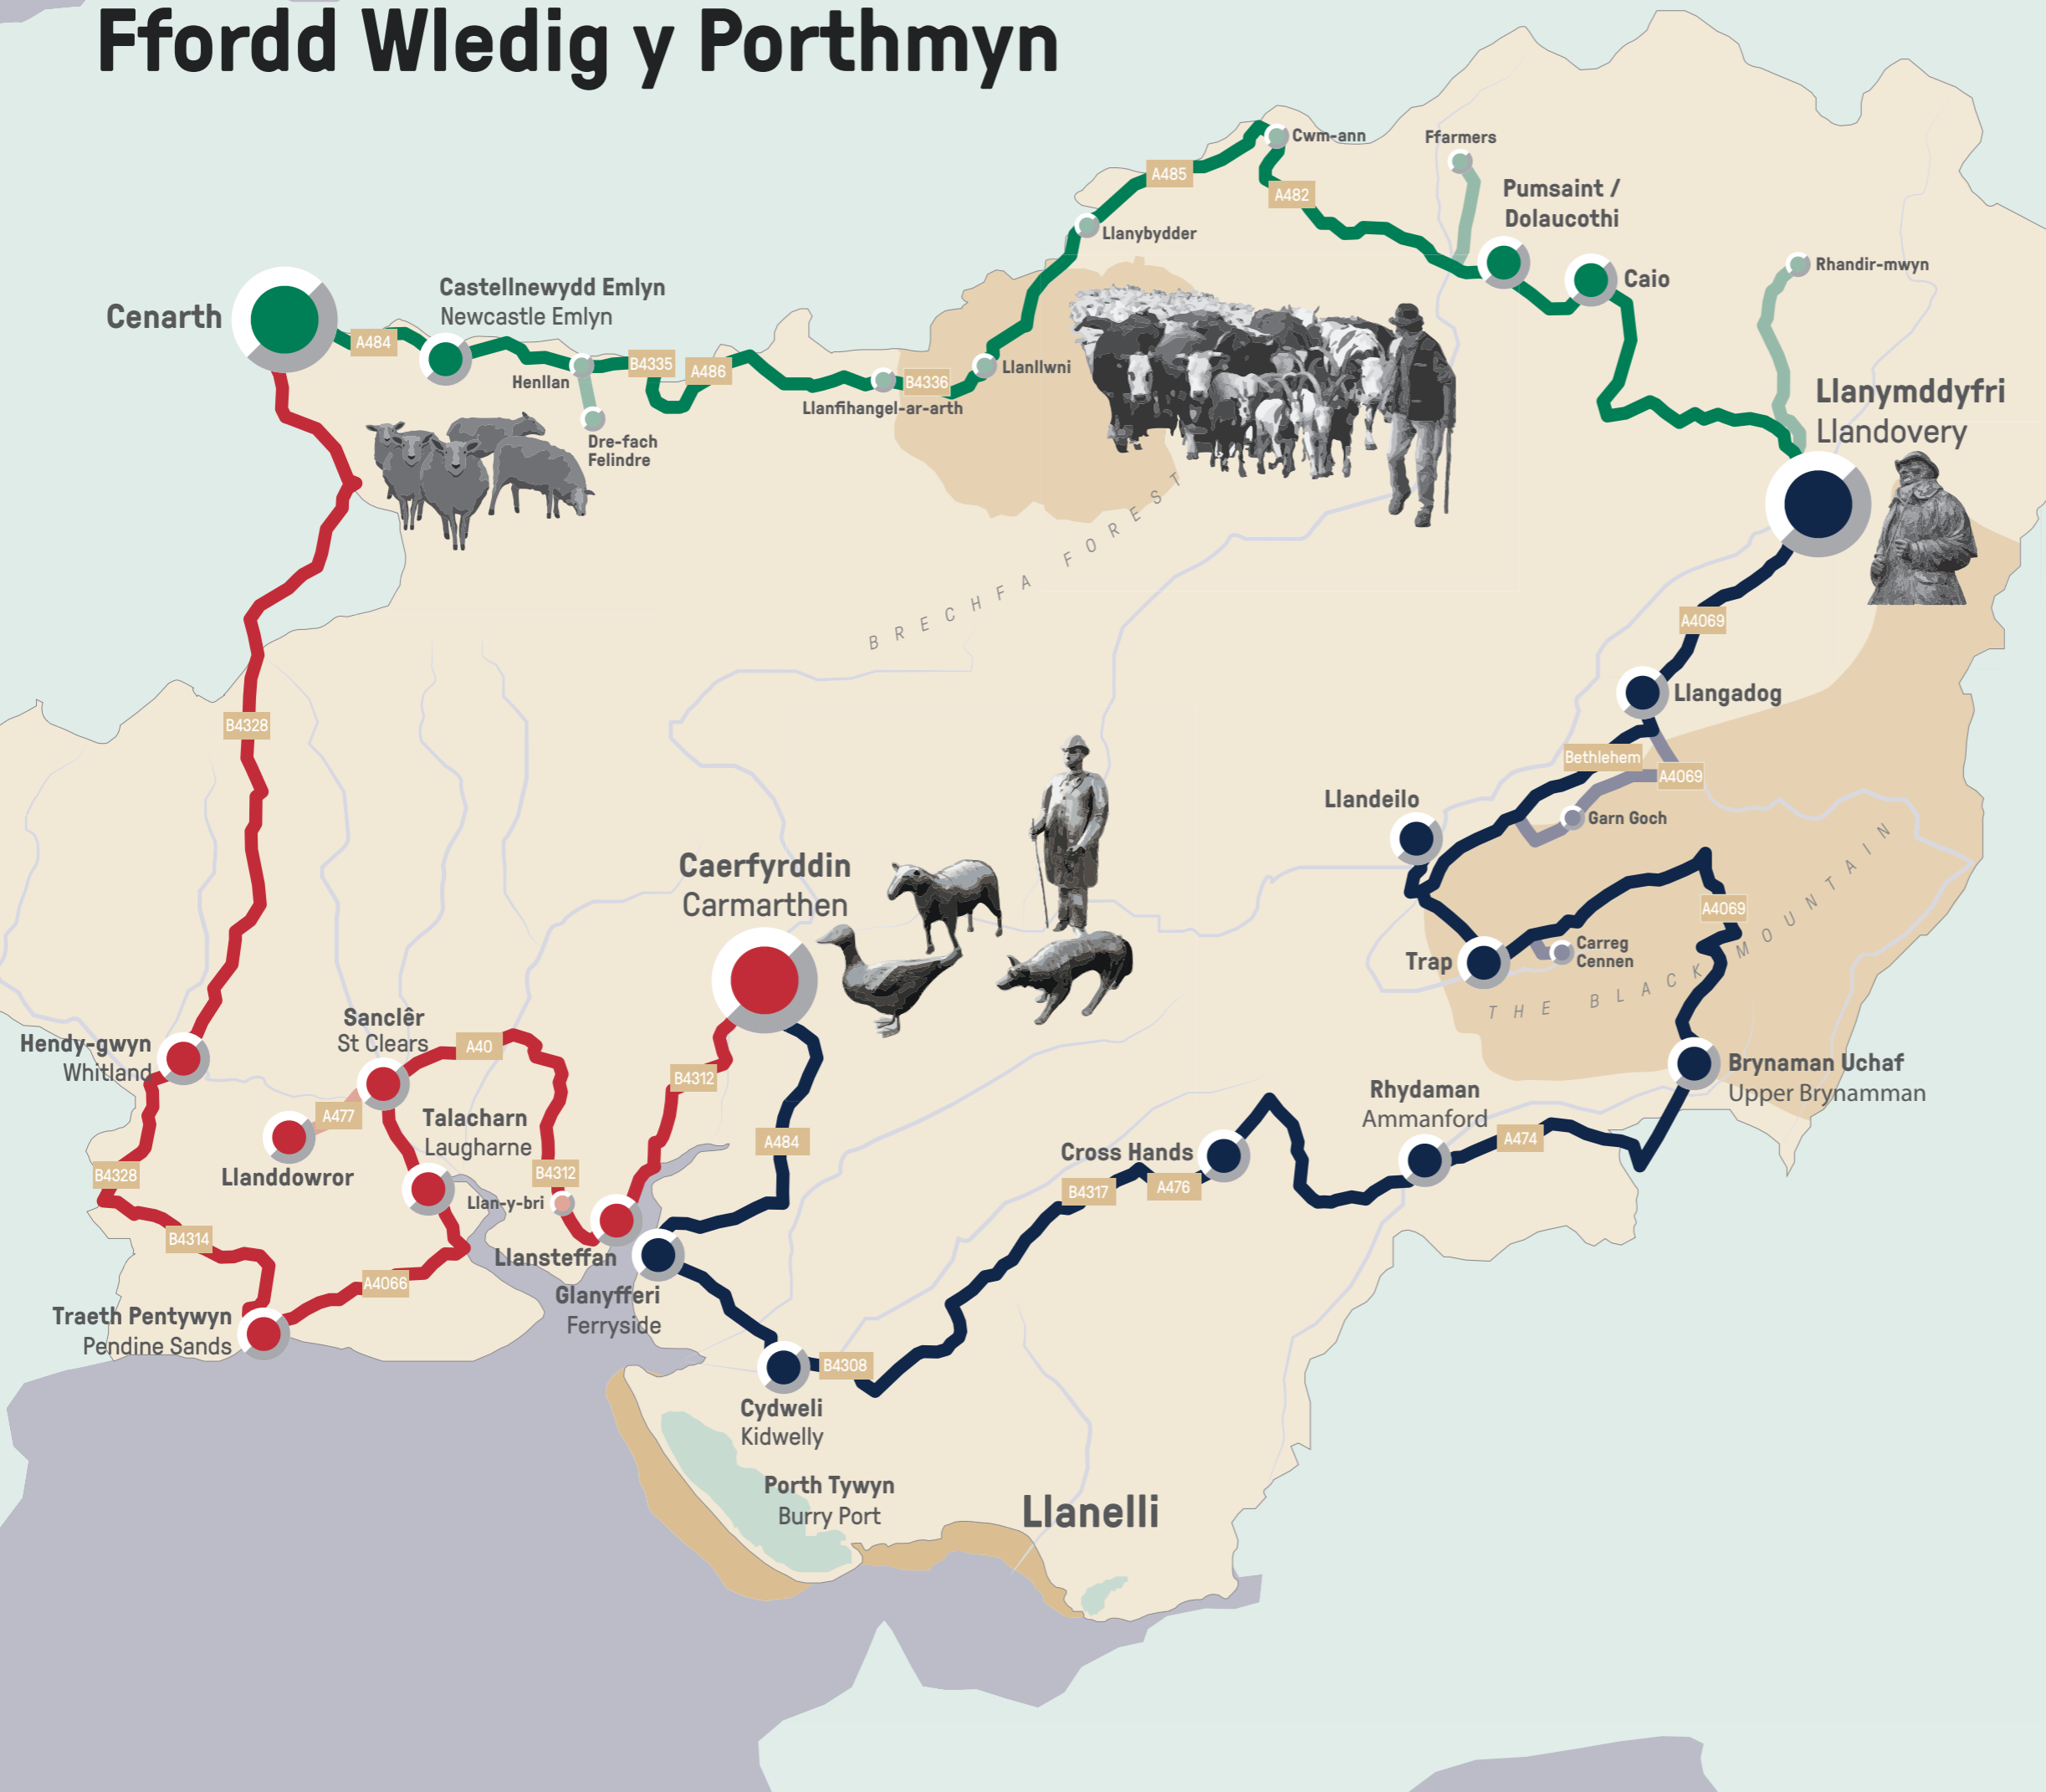 Ffordd Wledig y Porthmyn
Cwm-ann
Ffarmers
A485
A482
Pumsaint /
Dolaucothi
Llanybydder
Rhandir-mwyn
Caio
Castellnewydd Emlyn
Newcastle Emlyn
Cenarth
A484
Henllan
B4335
A486
Llanfihangel-ar-arth
B4336
Llanllwni
Dre-fach
Felindre
Llanymddyfri
Llandovery
BRECHFA FOREST
A4069
Llangadog
B4328
Bethlehem
A4069
Garn Goch
Llandeilo
Caerfyrddin
Carmarthen
A4069
Trap
Carreg
Cennen
THE BLACK MOUNTAIN
Hendy-gwyn
Whitland
Sanclêr
St Clears
A40
B4312
A477
Llanddowror
Talacharn
Laugharne
A484
Brynaman Uchaf
Upper Brynamman
Rhydaman
Ammanford
A474
Cross Hands
A476
B4317
B4328
B4312
Llan-y-bri
B4314
Llansteffan
A4066
Glanyfferi
Ferryside
Traeth Pentywyn
Pendine Sands
B4308
Cydweli
Kidwelly
Porth Tywyn
Burry Port
Llanelli